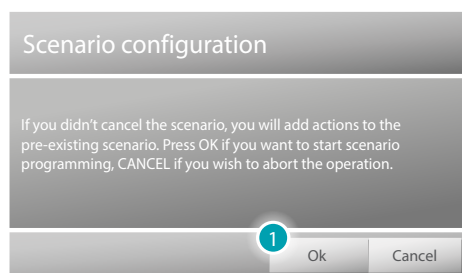 Scenario configuration
If you didn't cancel the scenario, you will add actions to the
pre-existing scenario. Press OK if you want to start scenario
programming, CANCEL if you wish to abort the operation.
1
Ok Cancel